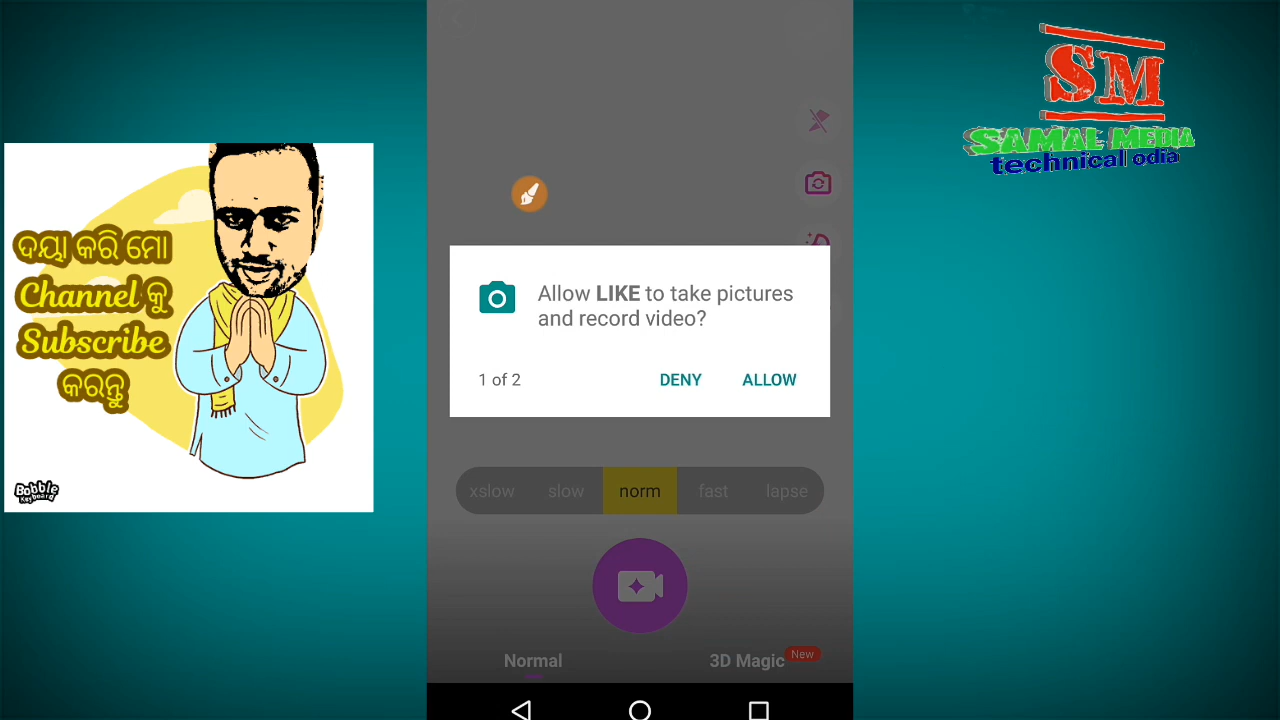 SM
SAMAL MEDIA
technical odia
ଦୟା କରି ମୋ
Channel କୁ
Subscribe
କରନ୍ତୁ
Bobble
Keyboard
Allow LIKE to take pictures
and record video?
1 of 2 DENY ALLOW
xslow slow norm fast lapse
Normal 3D Magic New